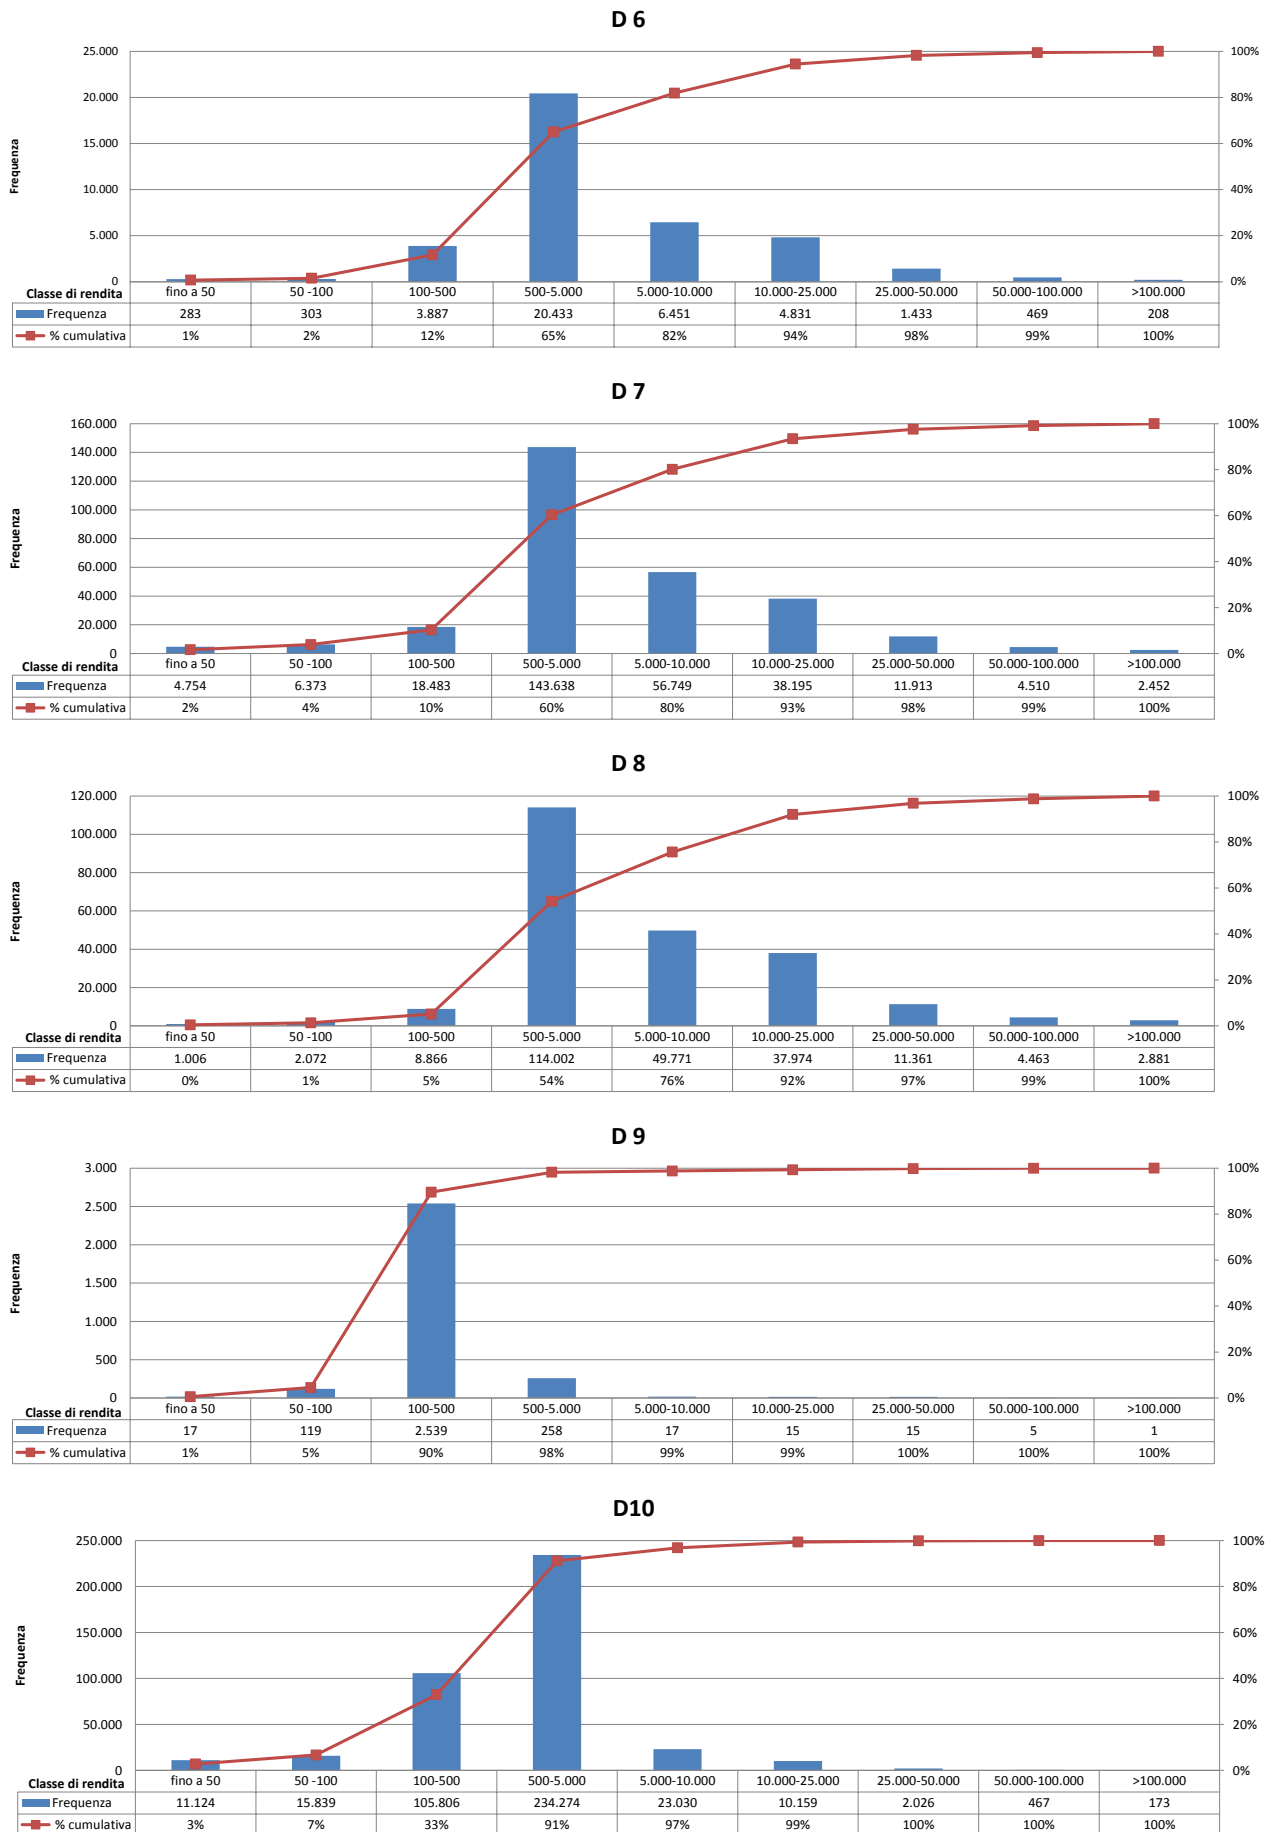 D 6
25.000
20.000
15.000
10.000
5.000
0
100%
80%
60%
40%
20%
0%
Frequenza
Classe di rendita fino a 50 50 -100 100-500 500-5.000 5.000-10.000 10.000-25.000 25.000-50.000 50.000-100.000 >100.000
Frequenza 283 303 3.887 20.433 6.451 4.831 1.433 469 208
% cumulativa 1% 2% 12% 65% 82% 94% 98% 99% 100%
D 7
160.000
140.000
120.000
100.000
80.000
60.000
40.000
20.000
0
100%
80%
60%
40%
20%
0%
Frequenza
Classe di rendita fino a 50 50 -100 100-500 500-5.000 5.000-10.000 10.000-25.000 25.000-50.000 50.000-100.000 >100.000
Frequenza 4.754 6.373 18.483 143.638 56.749 38.195 11.913 4.510 2.452
% cumulativa 2% 4% 10% 60% 80% 93% 98% 99% 100%
D 8
120.000
100.000
80.000
60.000
40.000
20.000
0
100%
80%
60%
40%
20%
0%
Frequenza
Classe di rendita fino a 50 50 -100 100-500 500-5.000 5.000-10.000 10.000-25.000 25.000-50.000 50.000-100.000 >100.000
Frequenza 1.006 2.072 8.866 114.002 49.771 37.974 11.361 4.463 2.881
% cumulativa 0% 1% 5% 54% 76% 92% 97% 99% 100%
D 9
3.000
2.500
2.000
1.500
1.000
500
0
100%
80%
60%
40%
20%
0%
Frequenza
Classe di rendita fino a 50 50 -100 100-500 500-5.000 5.000-10.000 10.000-25.000 25.000-50.000 50.000-100.000 >100.000
Frequenza 17 119 2.539 258 17 15 15 5 1
% cumulativa 1% 5% 90% 98% 99% 99% 100% 100% 100%
D10
250.000
200.000
150.000
100.000
50.000
0
100%
80%
60%
40%
20%
0%
Frequenza
Classe di rendita fino a 50 50 -100 100-500 500-5.000 5.000-10.000 10.000-25.000 25.000-50.000 50.000-100.000 >100.000
Frequenza 11.124 15.839 105.806 234.274 23.030 10.159 2.026 467 173
% cumulativa 3% 7% 33% 91% 97% 99% 100% 100% 100%